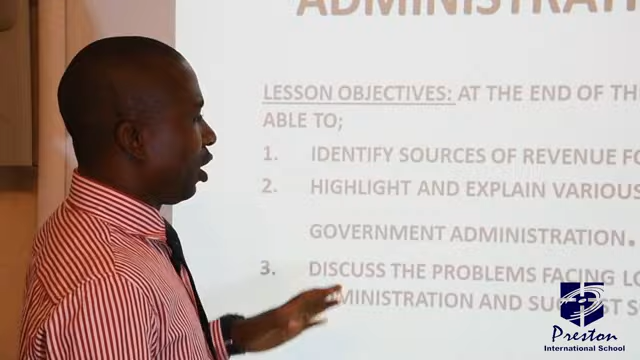 ADMINISTRATI
LESSON OBJECTIVES: AT THE END OF THE
ABLE TO;
1. IDENTIFY SOURCES OF REVENUE FO
2. HIGHLIGHT AND EXPLAIN VARIOUS
GOVERNMENT ADMINISTRATION.
3. DISCUSS THE PROBLEMS FACING LO
MINISTRATION AND SUGGEST S
Preston
International School